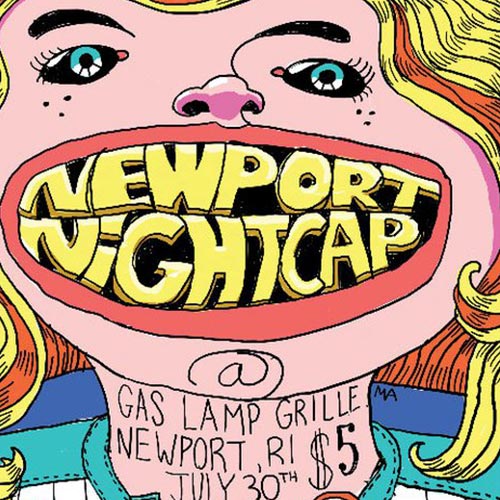 NEWPORT
NiGHTCAP
@
MA
GAS LAMP GRILLE
NEWPORT, RI $5
JULY 30TH